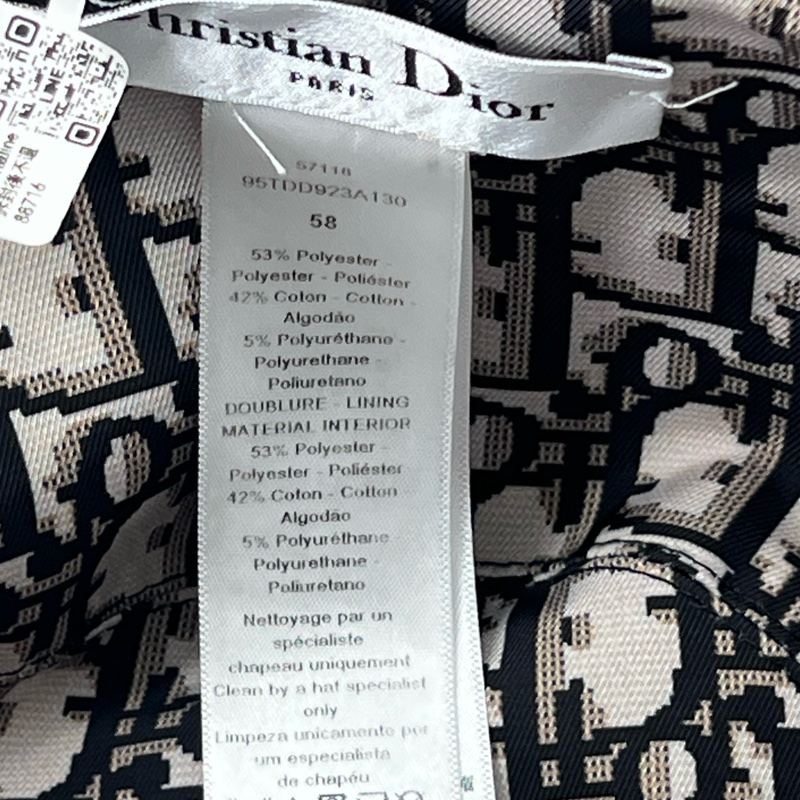 Christian Dior
PARIS
57118
95TDD923A130
58
53% Polyester -
Polyester - Poliéster
42% Coton - Cotton -
Algodão
5% Polyuréthane -
Polyurethane -
Poliuretano
DOUBLURE - LINING
MATERIAL INTERIOR
53% Polyester -
Polyester - Poliéster
42% Coton - Cotton
Algodão
5% Polyuréthane -
Polyurethane -
Poliuretano
Nettoyage par un
spécialiste
chapeau uniquement
Clean by a hat specialist
only
Limpeza unicamente por
um especialista
de chapéu
LINE
88716